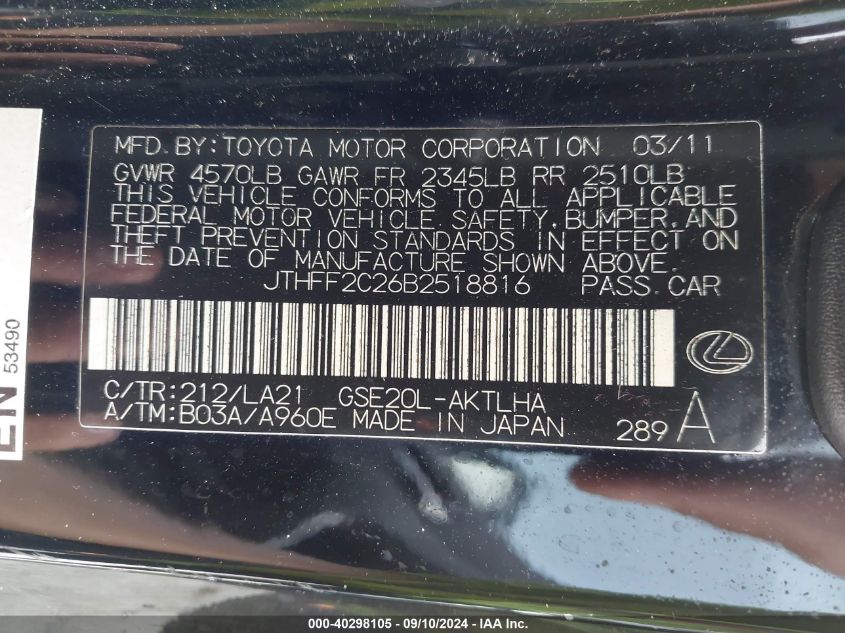 MFD. BY: TOYOTA MOTOR CORPORATION 03/11
GVWR 4570LB GAWR FR 2345LB RR 2510LB
THIS VEHICLE CONFORMS TO ALL APPLICABLE
FEDERAL MOTOR VEHICLE SAFETY, BUMPER, AND
THEFT PREVENTION STANDARDS IN EFFECT ON
THE DATE OF MANUFACTURE SHOWN ABOVE.
JTHFF2C26B2518816 PASS. CAR
C/TR: 212/LA21 GSE20L-AKTLHA
A/TM: B03A/A960E MADE IN JAPAN 289 A
EN 53490
000-40298105 - 09/10/2024 - IAA Inc.